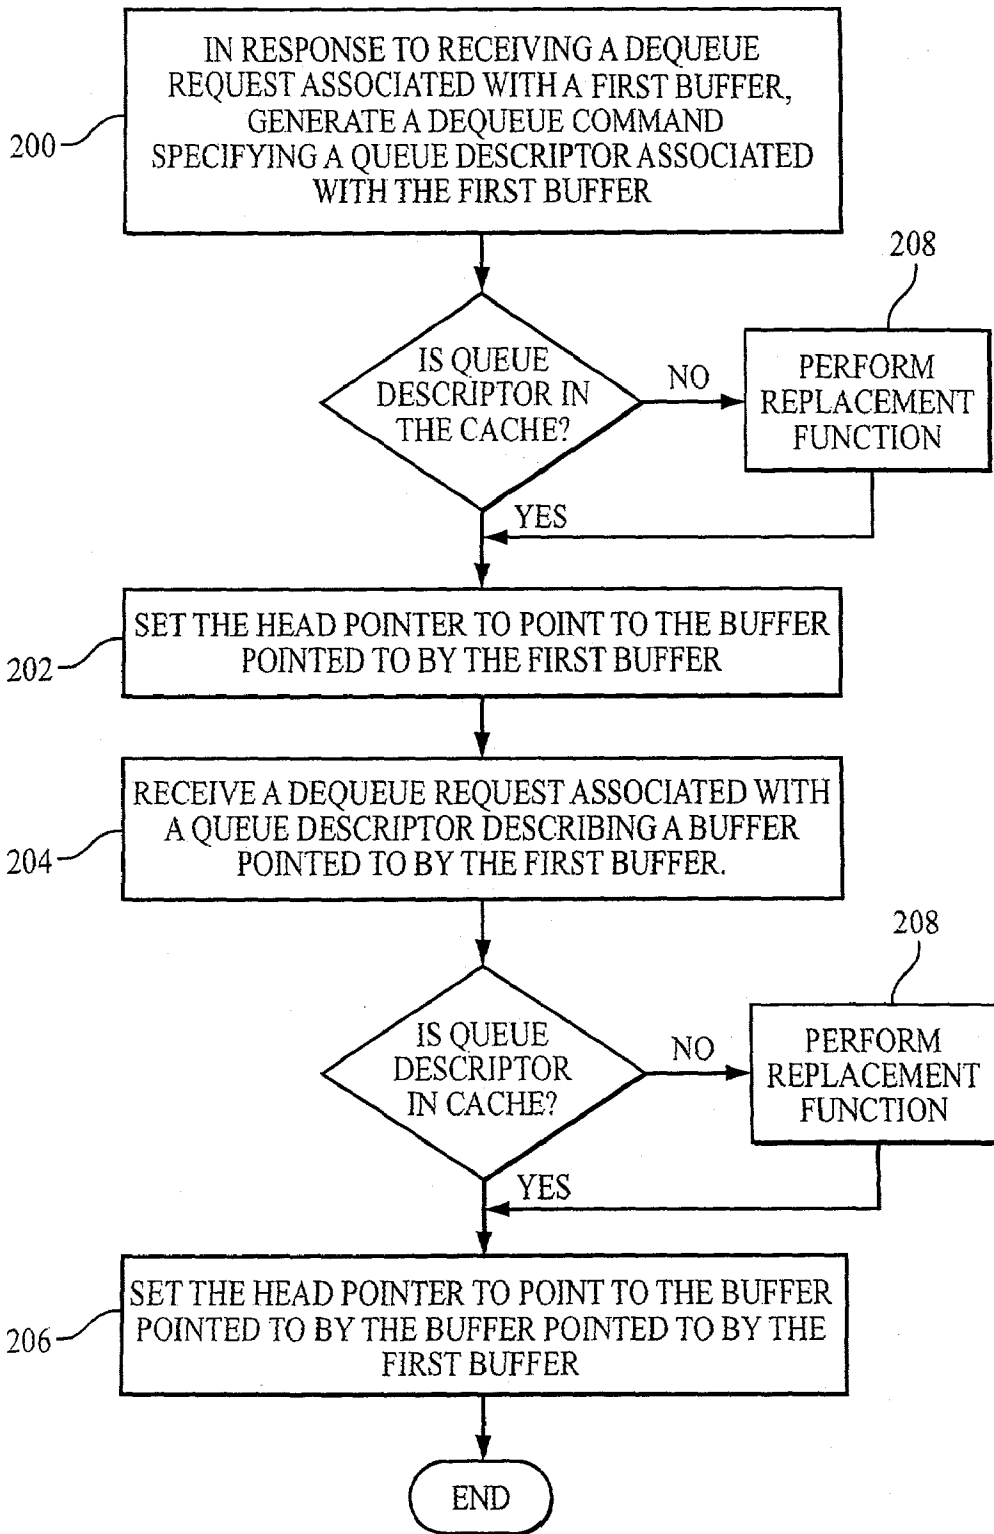 IN RESPONSE TO RECEIVING A DEQUEUE
REQUEST ASSOCIATED WITH A FIRST BUFFER,
GENERATE A DEQUEUE COMMAND
SPECIFYING A QUEUE DESCRIPTOR ASSOCIATED
WITH THE FIRST BUFFER
200
208
IS QUEUE
DESCRIPTOR IN
THE CACHE?
NO
PERFORM
REPLACEMENT
FUNCTION
YES
SET THE HEAD POINTER TO POINT TO THE BUFFER
POINTED TO BY THE FIRST BUFFER
202
RECEIVE A DEQUEUE REQUEST ASSOCIATED WITH
A QUEUE DESCRIPTOR DESCRIBING A BUFFER
POINTED TO BY THE FIRST BUFFER.
204
208
IS QUEUE
DESCRIPTOR
IN CACHE?
NO
PERFORM
REPLACEMENT
FUNCTION
YES
SET THE HEAD POINTER TO POINT TO THE BUFFER
POINTED TO BY THE BUFFER POINTED TO BY THE
FIRST BUFFER
206
END